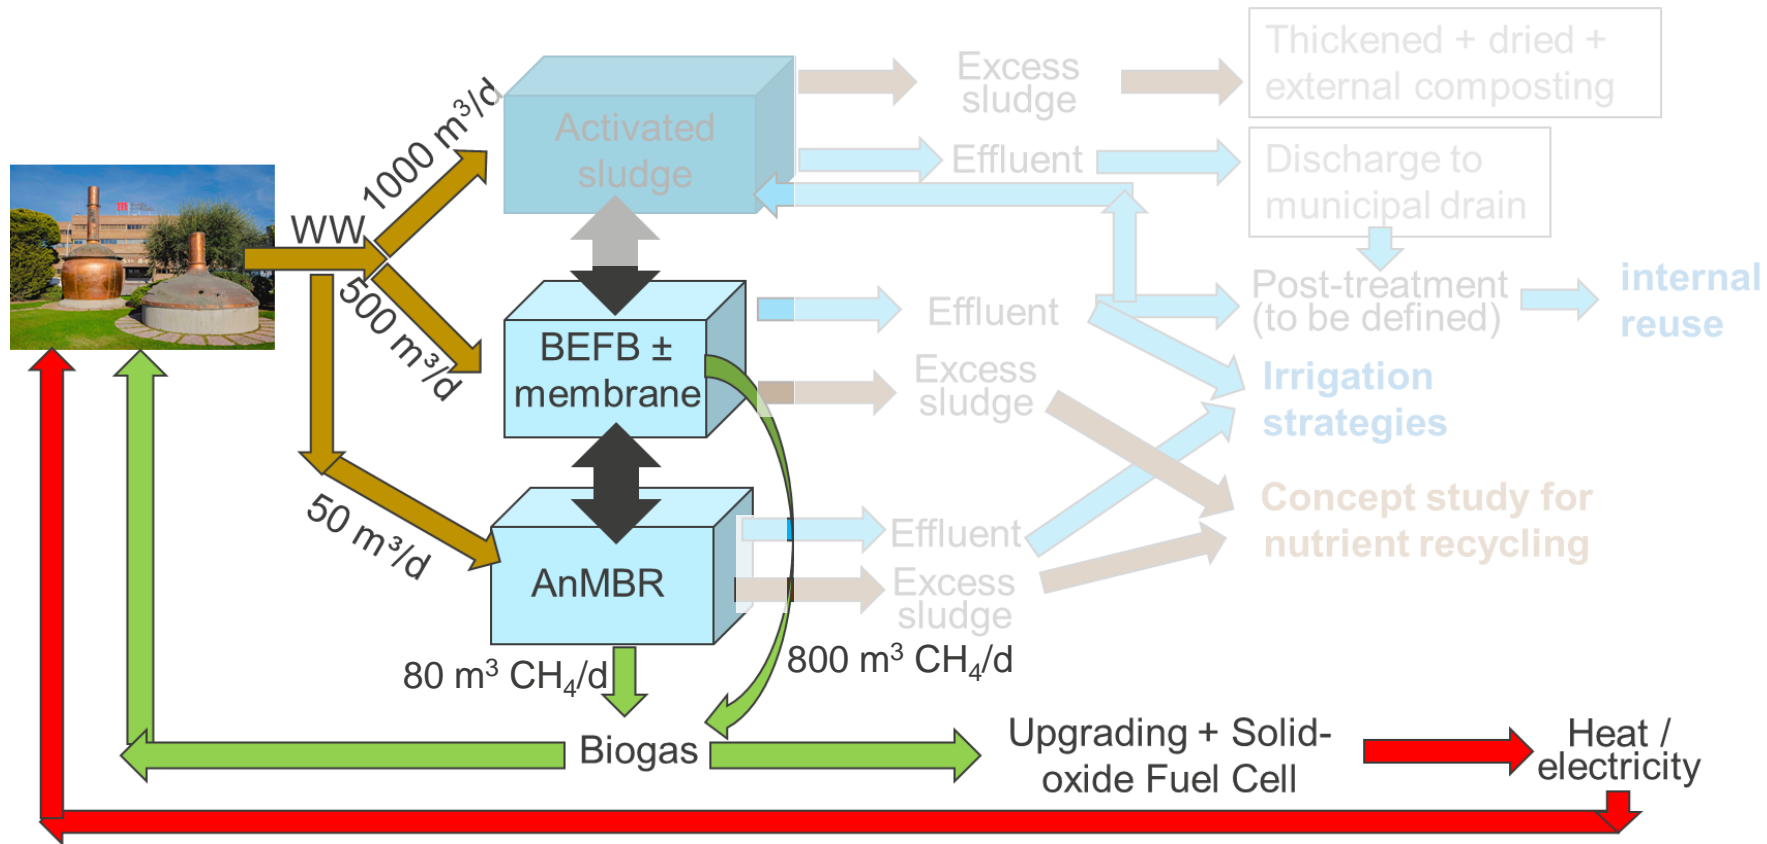 Thickened + dried +
external composting
Excess
sludge
1000 m³/d
Activated
sludge
Effluent
Discharge to
municipal drain
WW
500 m³/d
BEFB ±
membrane
Effluent
Post-treatment
(to be defined)
internal
reuse
Excess
sludge
Irrigation
strategies
50 m³/d
AnMBR
Effluent
Excess
sludge
Concept study for
nutrient recycling
80 m³ CH₄/d
800 m³ CH₄/d
Biogas
Upgrading + Solid-
oxide Fuel Cell
Heat /
electricity